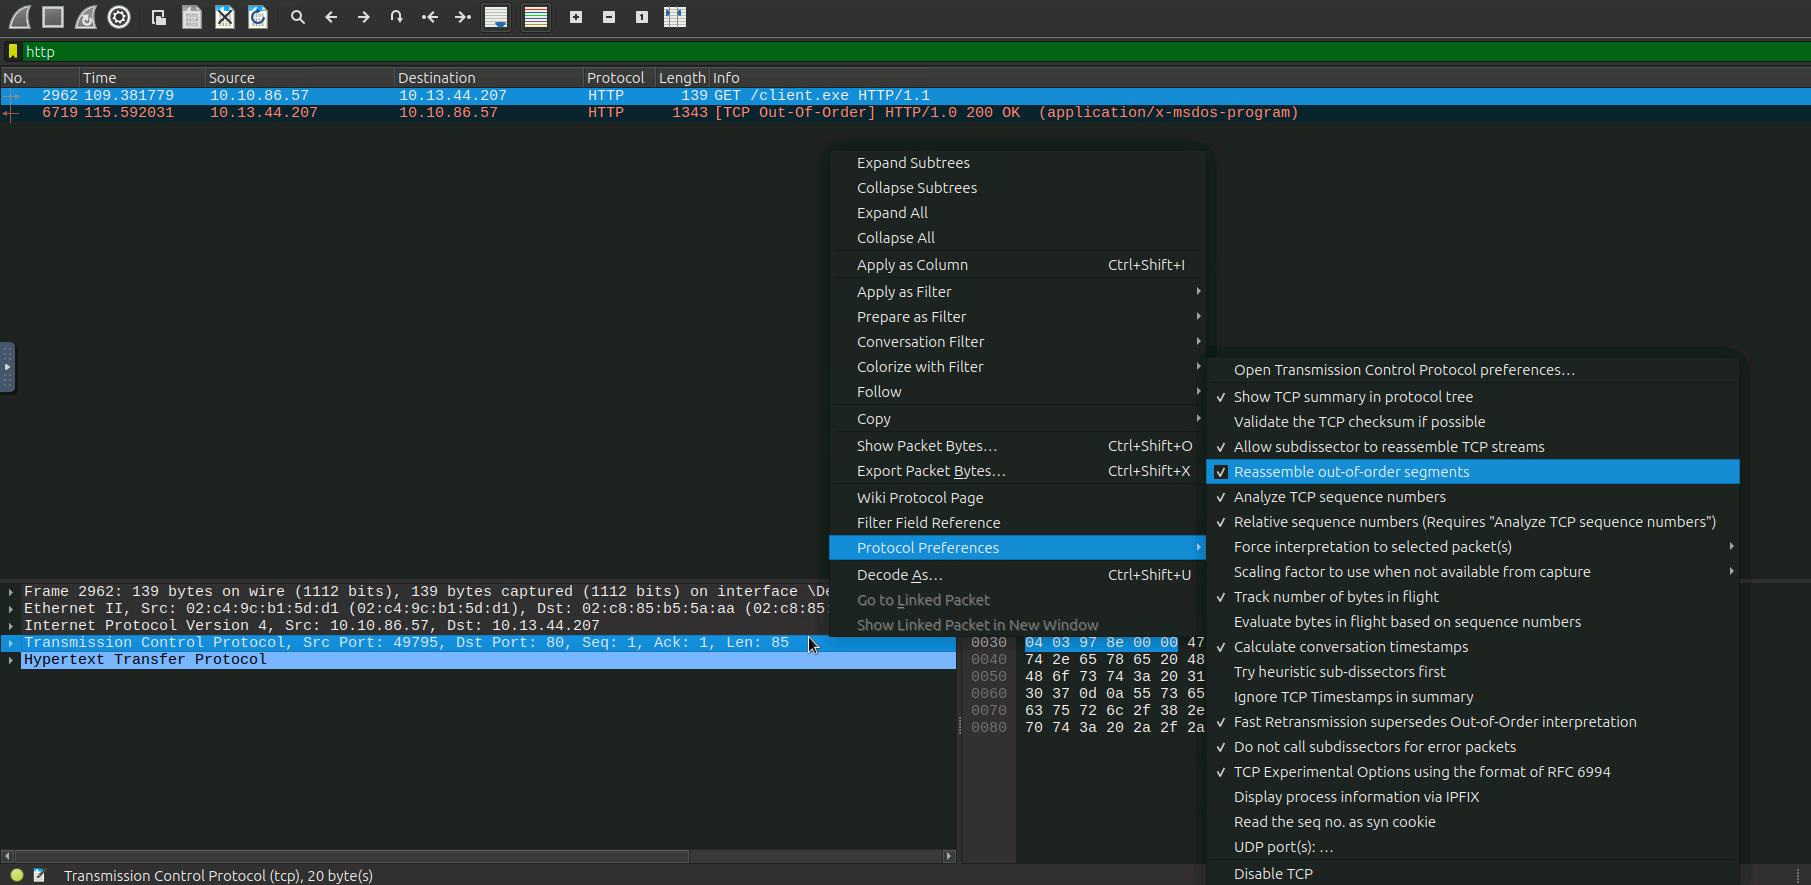 http
No. Time Source Destination Protocol Length Info
2962 109.381779 10.10.86.57 10.13.44.207 HTTP 139 GET /client.exe HTTP/1.1
6719 115.592031 10.13.44.207 10.10.86.57 HTTP 1343 [TCP Out-Of-Order] HTTP/1.0 200 OK (application/x-msdos-program)
Expand Subtrees
Collapse Subtrees
Expand All
Collapse All
Apply as Column Ctrl+Shift+I
Apply as Filter
Prepare as Filter
Conversation Filter
Colorize with Filter
Follow
Copy
Show Packet Bytes… Ctrl+Shift+O
Export Packet Bytes… Ctrl+Shift+X
Wiki Protocol Page
Filter Field Reference
Protocol Preferences
Decode As… Ctrl+Shift+U
Go to Linked Packet
Show Linked Packet in New Window
Open Transmission Control Protocol preferences…
Show TCP summary in protocol tree
Validate the TCP checksum if possible
Allow subdissector to reassemble TCP streams
Reassemble out-of-order segments
Analyze TCP sequence numbers
Relative sequence numbers (Requires "Analyze TCP sequence numbers")
Force interpretation to selected packet(s)
Scaling factor to use when not available from capture
Track number of bytes in flight
Evaluate bytes in flight based on sequence numbers
Calculate conversation timestamps
Try heuristic sub-dissectors first
Ignore TCP Timestamps in summary
Fast Retransmission supersedes Out-of-Order interpretation
Do not call subdissectors for error packets
TCP Experimental Options using the format of RFC 6994
Display process information via IPFIX
Read the seq no. as syn cookie
UDP port(s): …
Disable TCP
Frame 2962: 139 bytes on wire (1112 bits), 139 bytes captured (1112 bits) on interface \De
Ethernet II, Src: 02:c4:9c:b1:5d:d1 (02:c4:9c:b1:5d:d1), Dst: 02:c8:85:b5:5a:aa (02:c8:85:
Internet Protocol Version 4, Src: 10.10.86.57, Dst: 10.13.44.207
Transmission Control Protocol, Src Port: 49795, Dst Port: 80, Seq: 1, Ack: 1, Len: 85
Hypertext Transfer Protocol
0030 04 03 97 8e 00 00 47
0040 74 2e 65 78 65 20 48
0050 48 6f 73 74 3a 20 31
0060 30 37 0d 0a 55 73 65
0070 63 75 72 6c 2f 38 2e
0080 70 74 3a 20 2a 2f 2a
Transmission Control Protocol (tcp), 20 byte(s)